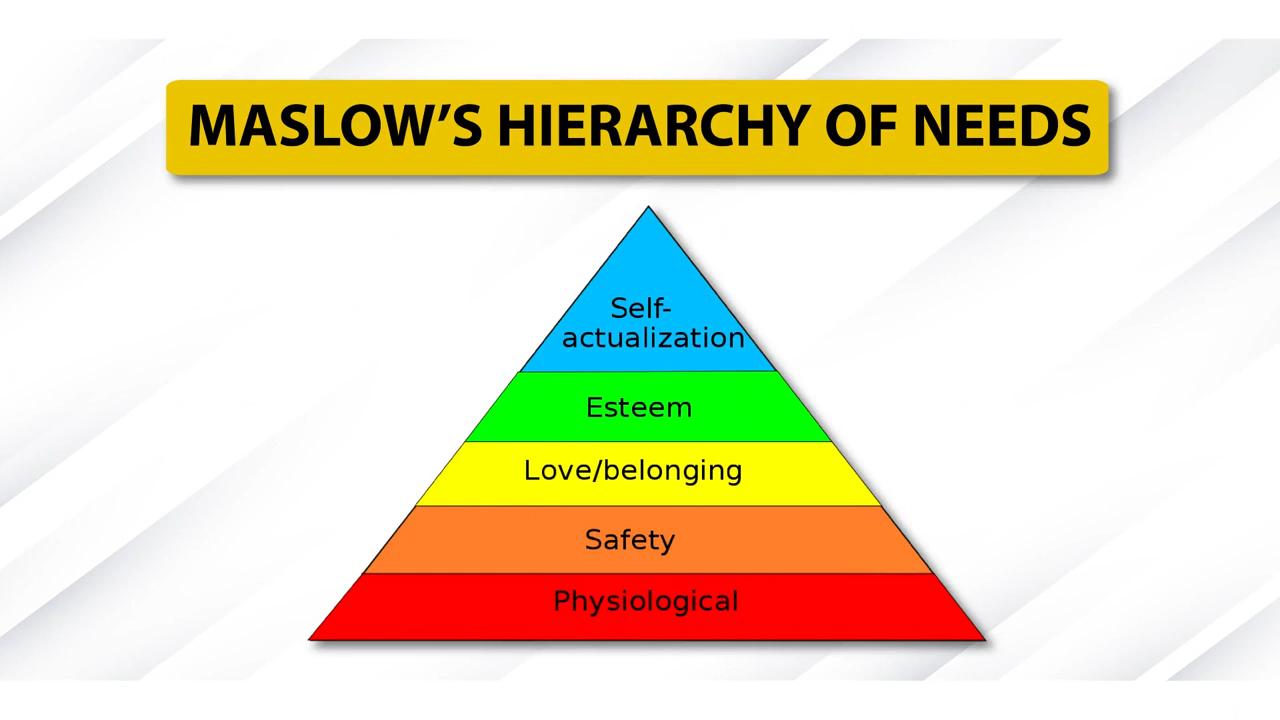 MASLOW’S HIERARCHY OF NEEDS
Self-
actualization
Esteem
Love/belonging
Safety
Physiological